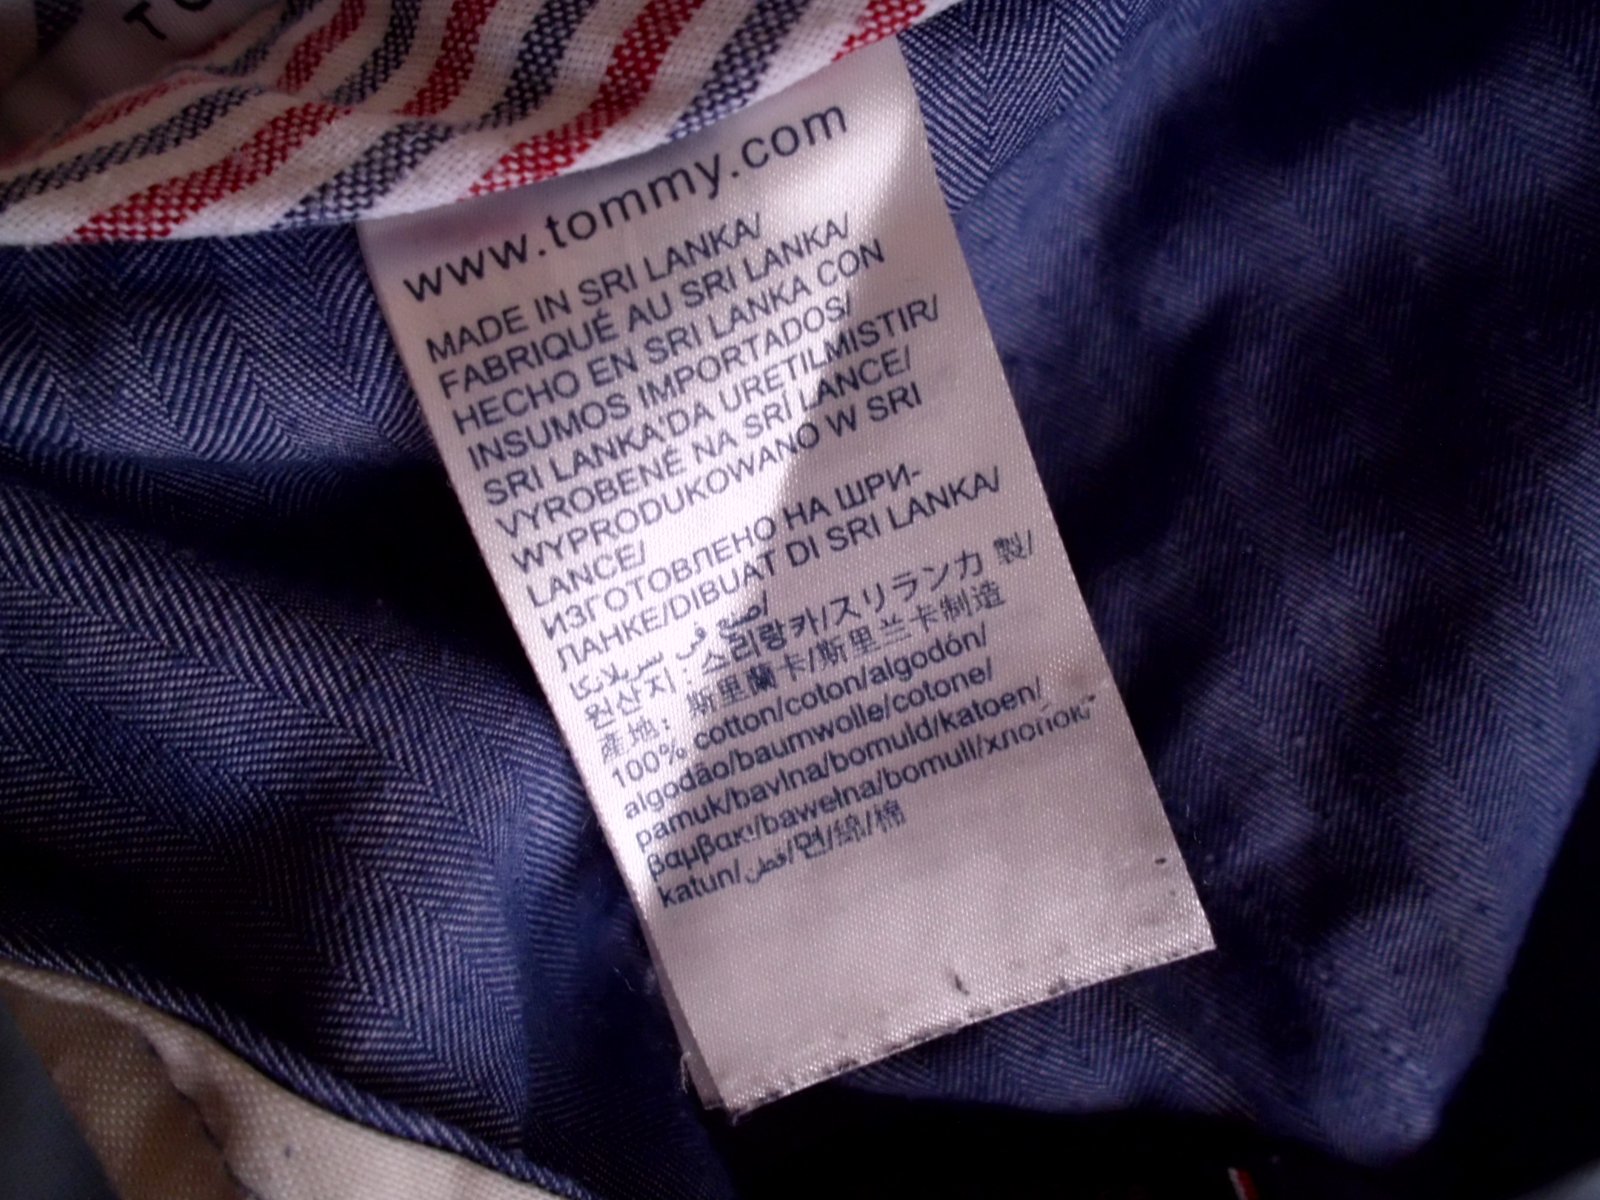 www.tommy.com
MADE IN SRI LANKA/
FABRIQUÉ AU SRI LANKA/
HECHO EN SRI LANKA CON
INSUMOS IMPORTADOS/
SRI LANKA'DA URETILMISTIR/
VYROBENÉ NA SRI LANCE/
WYPRODUKOWANO W SRI
LANCE/
ИЗГОТОВЛЕНО НА ШРИ-
ЛАНКЕ/DIBUAT DI SRI LANKA/
صنع في سريلانكا/
원산지 : 소리랑카/スリランカ 製/
產地: 斯里蘭卡/斯里兰卡制造
100% cotton/coton/algodón/
algodão/baumwolle/cotone/
pamuk/bavlna/bomuld/katoen/
βαμβακι/bawełna/bomull/хлопок/
katun/قطن/면/綿/棉